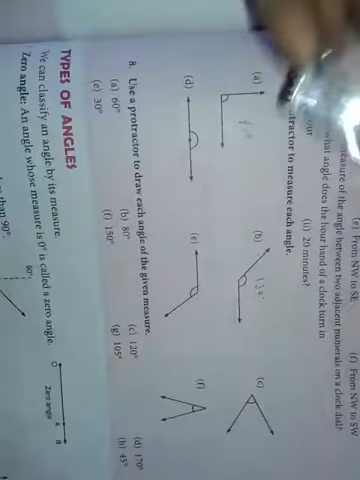 (e) From NW to SE
(f) From NW to SW
measure of the angle between two adjacent numerals on a clock dial?
what angle does the hour hand of a clock turn in
our
(ii) 20 minutes?
tractor to measure each angle.
(a)
(b) 134°
(c)
(d)
(e)
(f)
8. Use a protractor to draw each angle of the given measure.
(a) 60° (b) 80° (c) 120° (d) 170°
(e) 30° (f) 150° (g) 105° (h) 45°
TYPES OF ANGLES
We can classify an angle by its measure.
Zero angle: An angle whose measure is 0° is called a zero angle.
O A B
Zero angle
than 90°.
80°